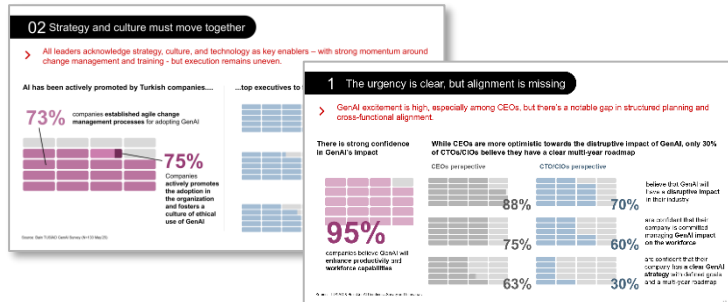 02 Strategy and culture must move together
All leaders acknowledge strategy, culture, and technology as key enablers – with strong momentum around
change management and training - but execution remains uneven.
AI has been actively promoted by Turkish companies....
...top executives to
73%
companies established agile change
management processes for adopting GenAI
75%
Companies
actively promotes
the adoption in
the organization
and fosters a
culture of ethical
use of GenAI
1 The urgency is clear, but alignment is missing
GenAI excitement is high, especially among CEOs, but there's a notable gap in structured planning and
cross-functional alignment.
There is strong confidence
in GenAI's impact
95%
companies believe GenAI will
enhance productivity and
workforce capabilities
While CEOs are more optimistic towards the disruptive impact of GenAI, only 30%
of CTOs/CIOs believe they have a clear multi-year roadmap
CEOs perspective
CTO/CIOs perspective
88%
70%
believe that GenAI will
have a disruptive impact
in their industry
75%
60%
are confident that their
company is committed
managing GenAI impact
on the workforce
63%
30%
are confident that their
company has a clear GenAI
strategy with defined goals
and a multi-year roadmap